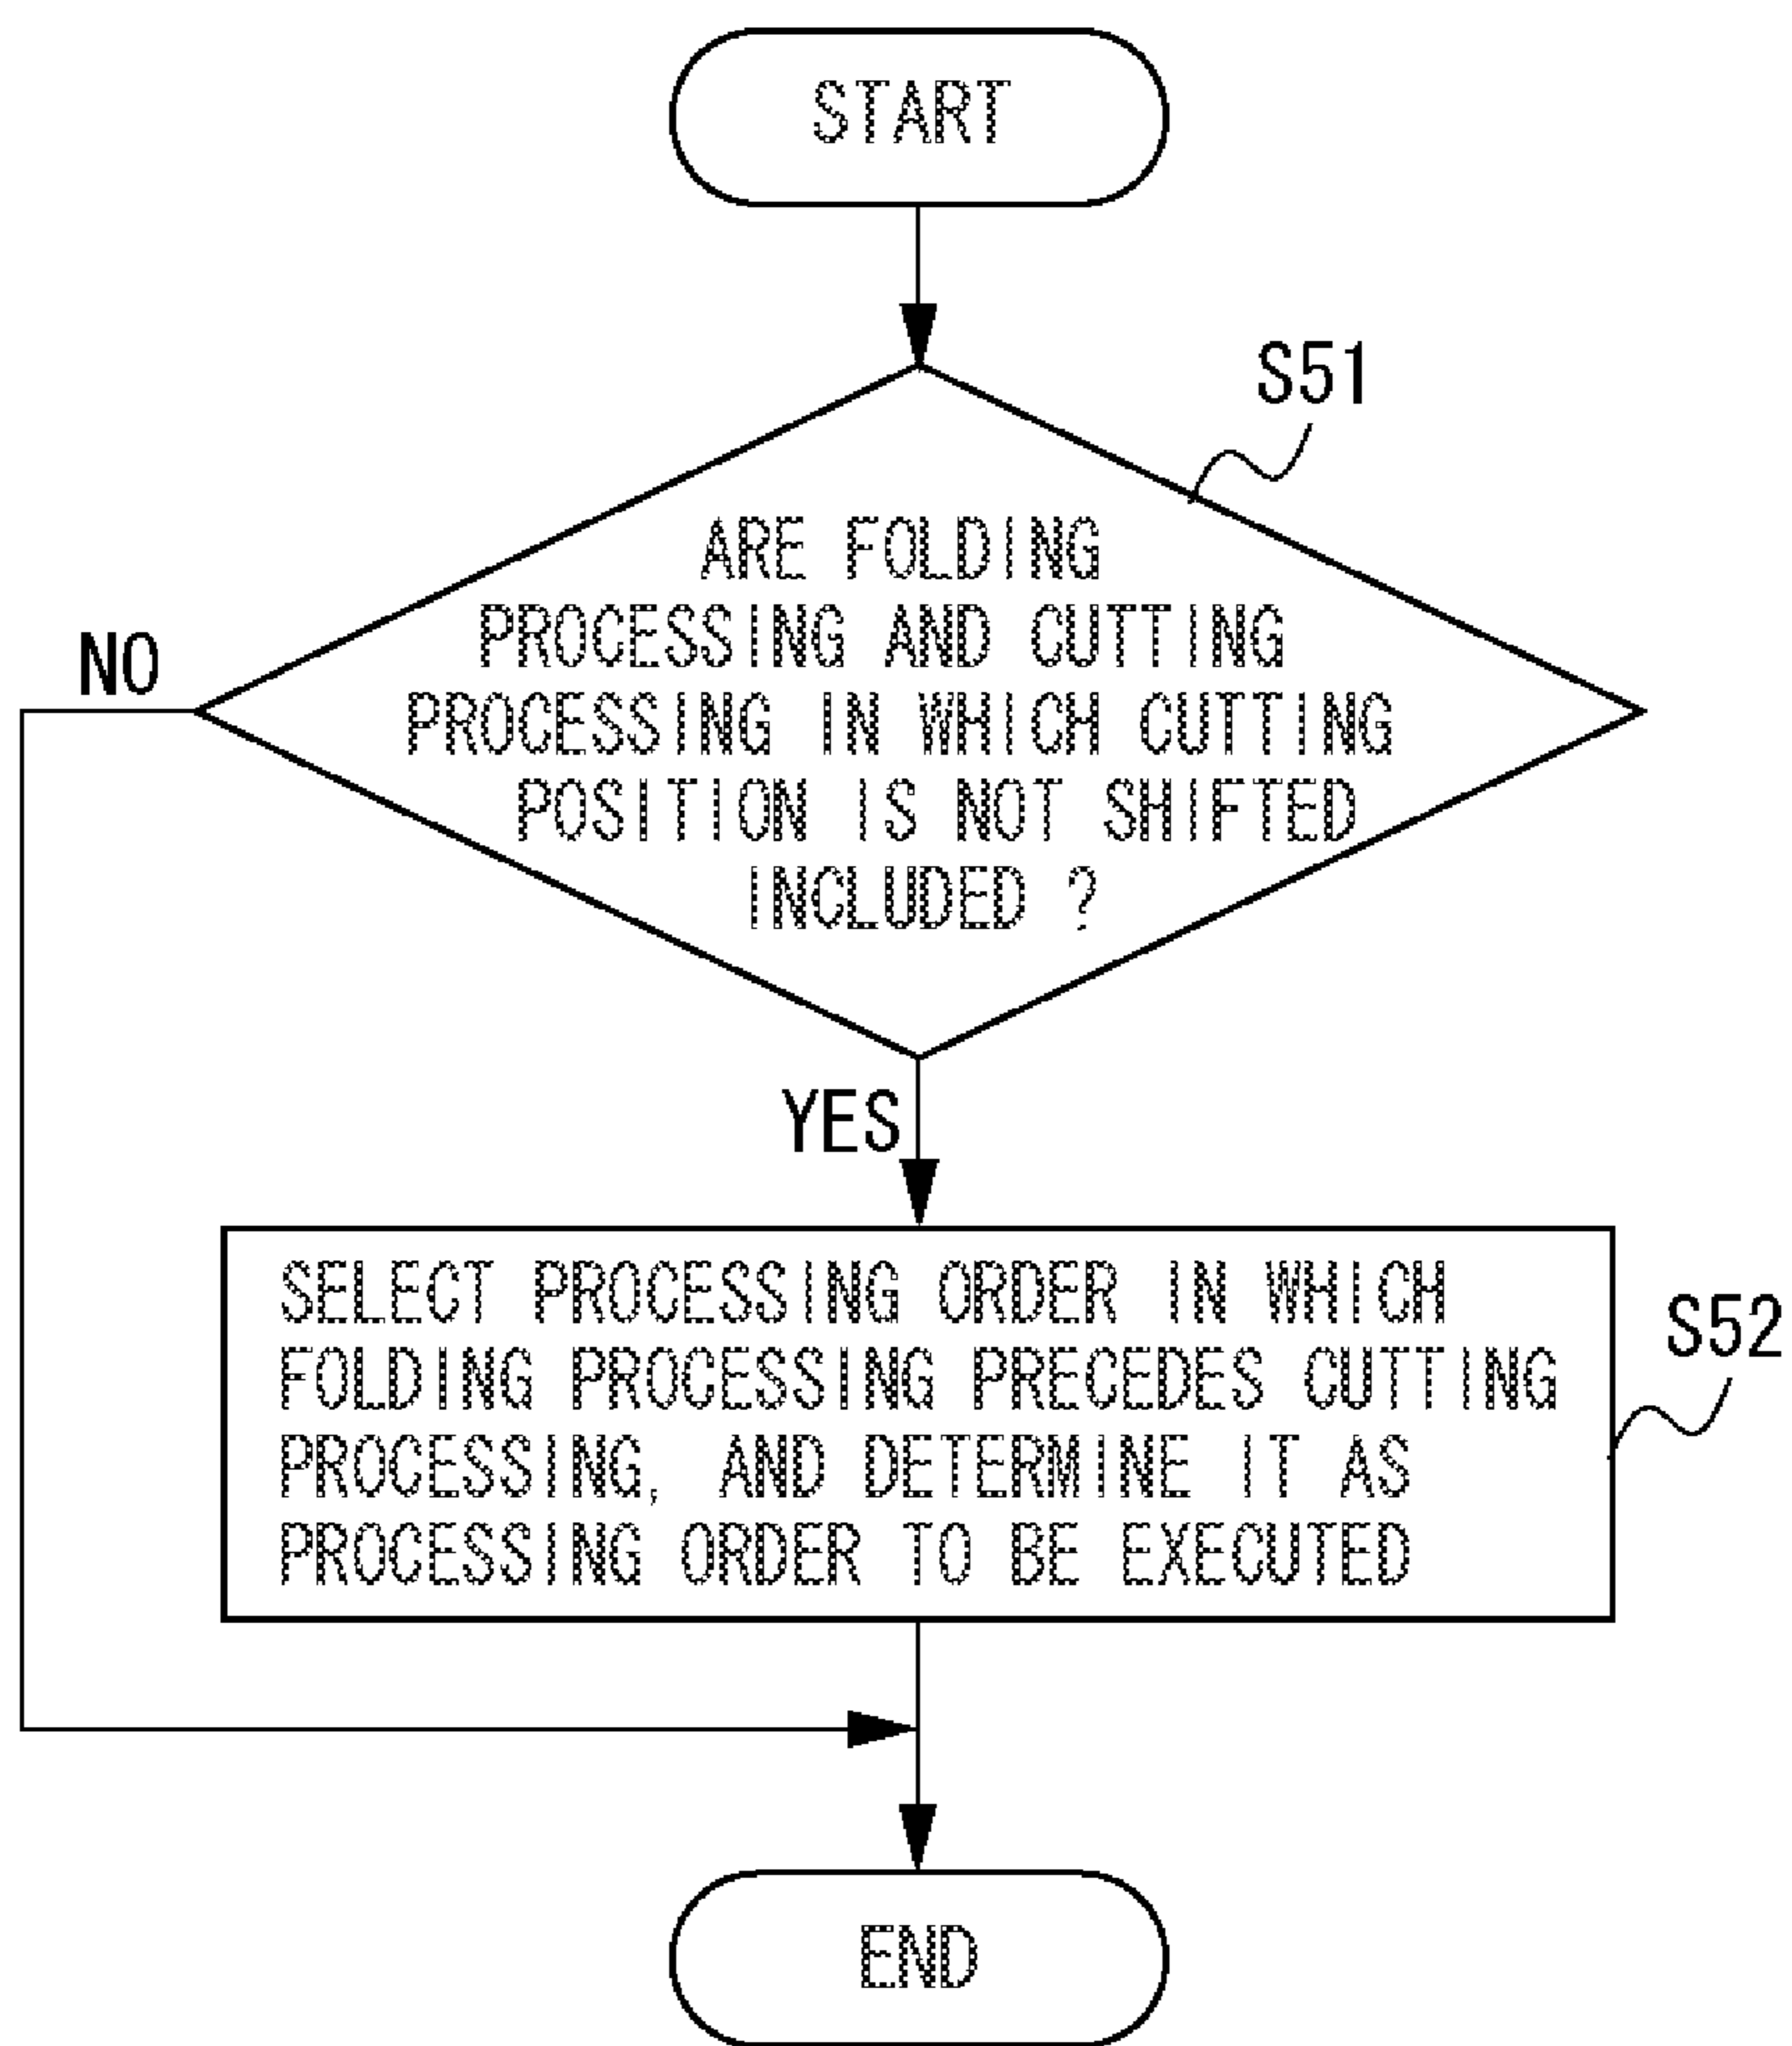 START
S51
ARE FOLDING
PROCESSING AND CUTTING
PROCESSING IN WHICH CUTTING
POSITION IS NOT SHIFTED
INCLUDED ?
NO
YES
SELECT PROCESSING ORDER IN WHICH
FOLDING PROCESSING PRECEDES CUTTING
PROCESSING, AND DETERMINE IT AS
PROCESSING ORDER TO BE EXECUTED
S52
END